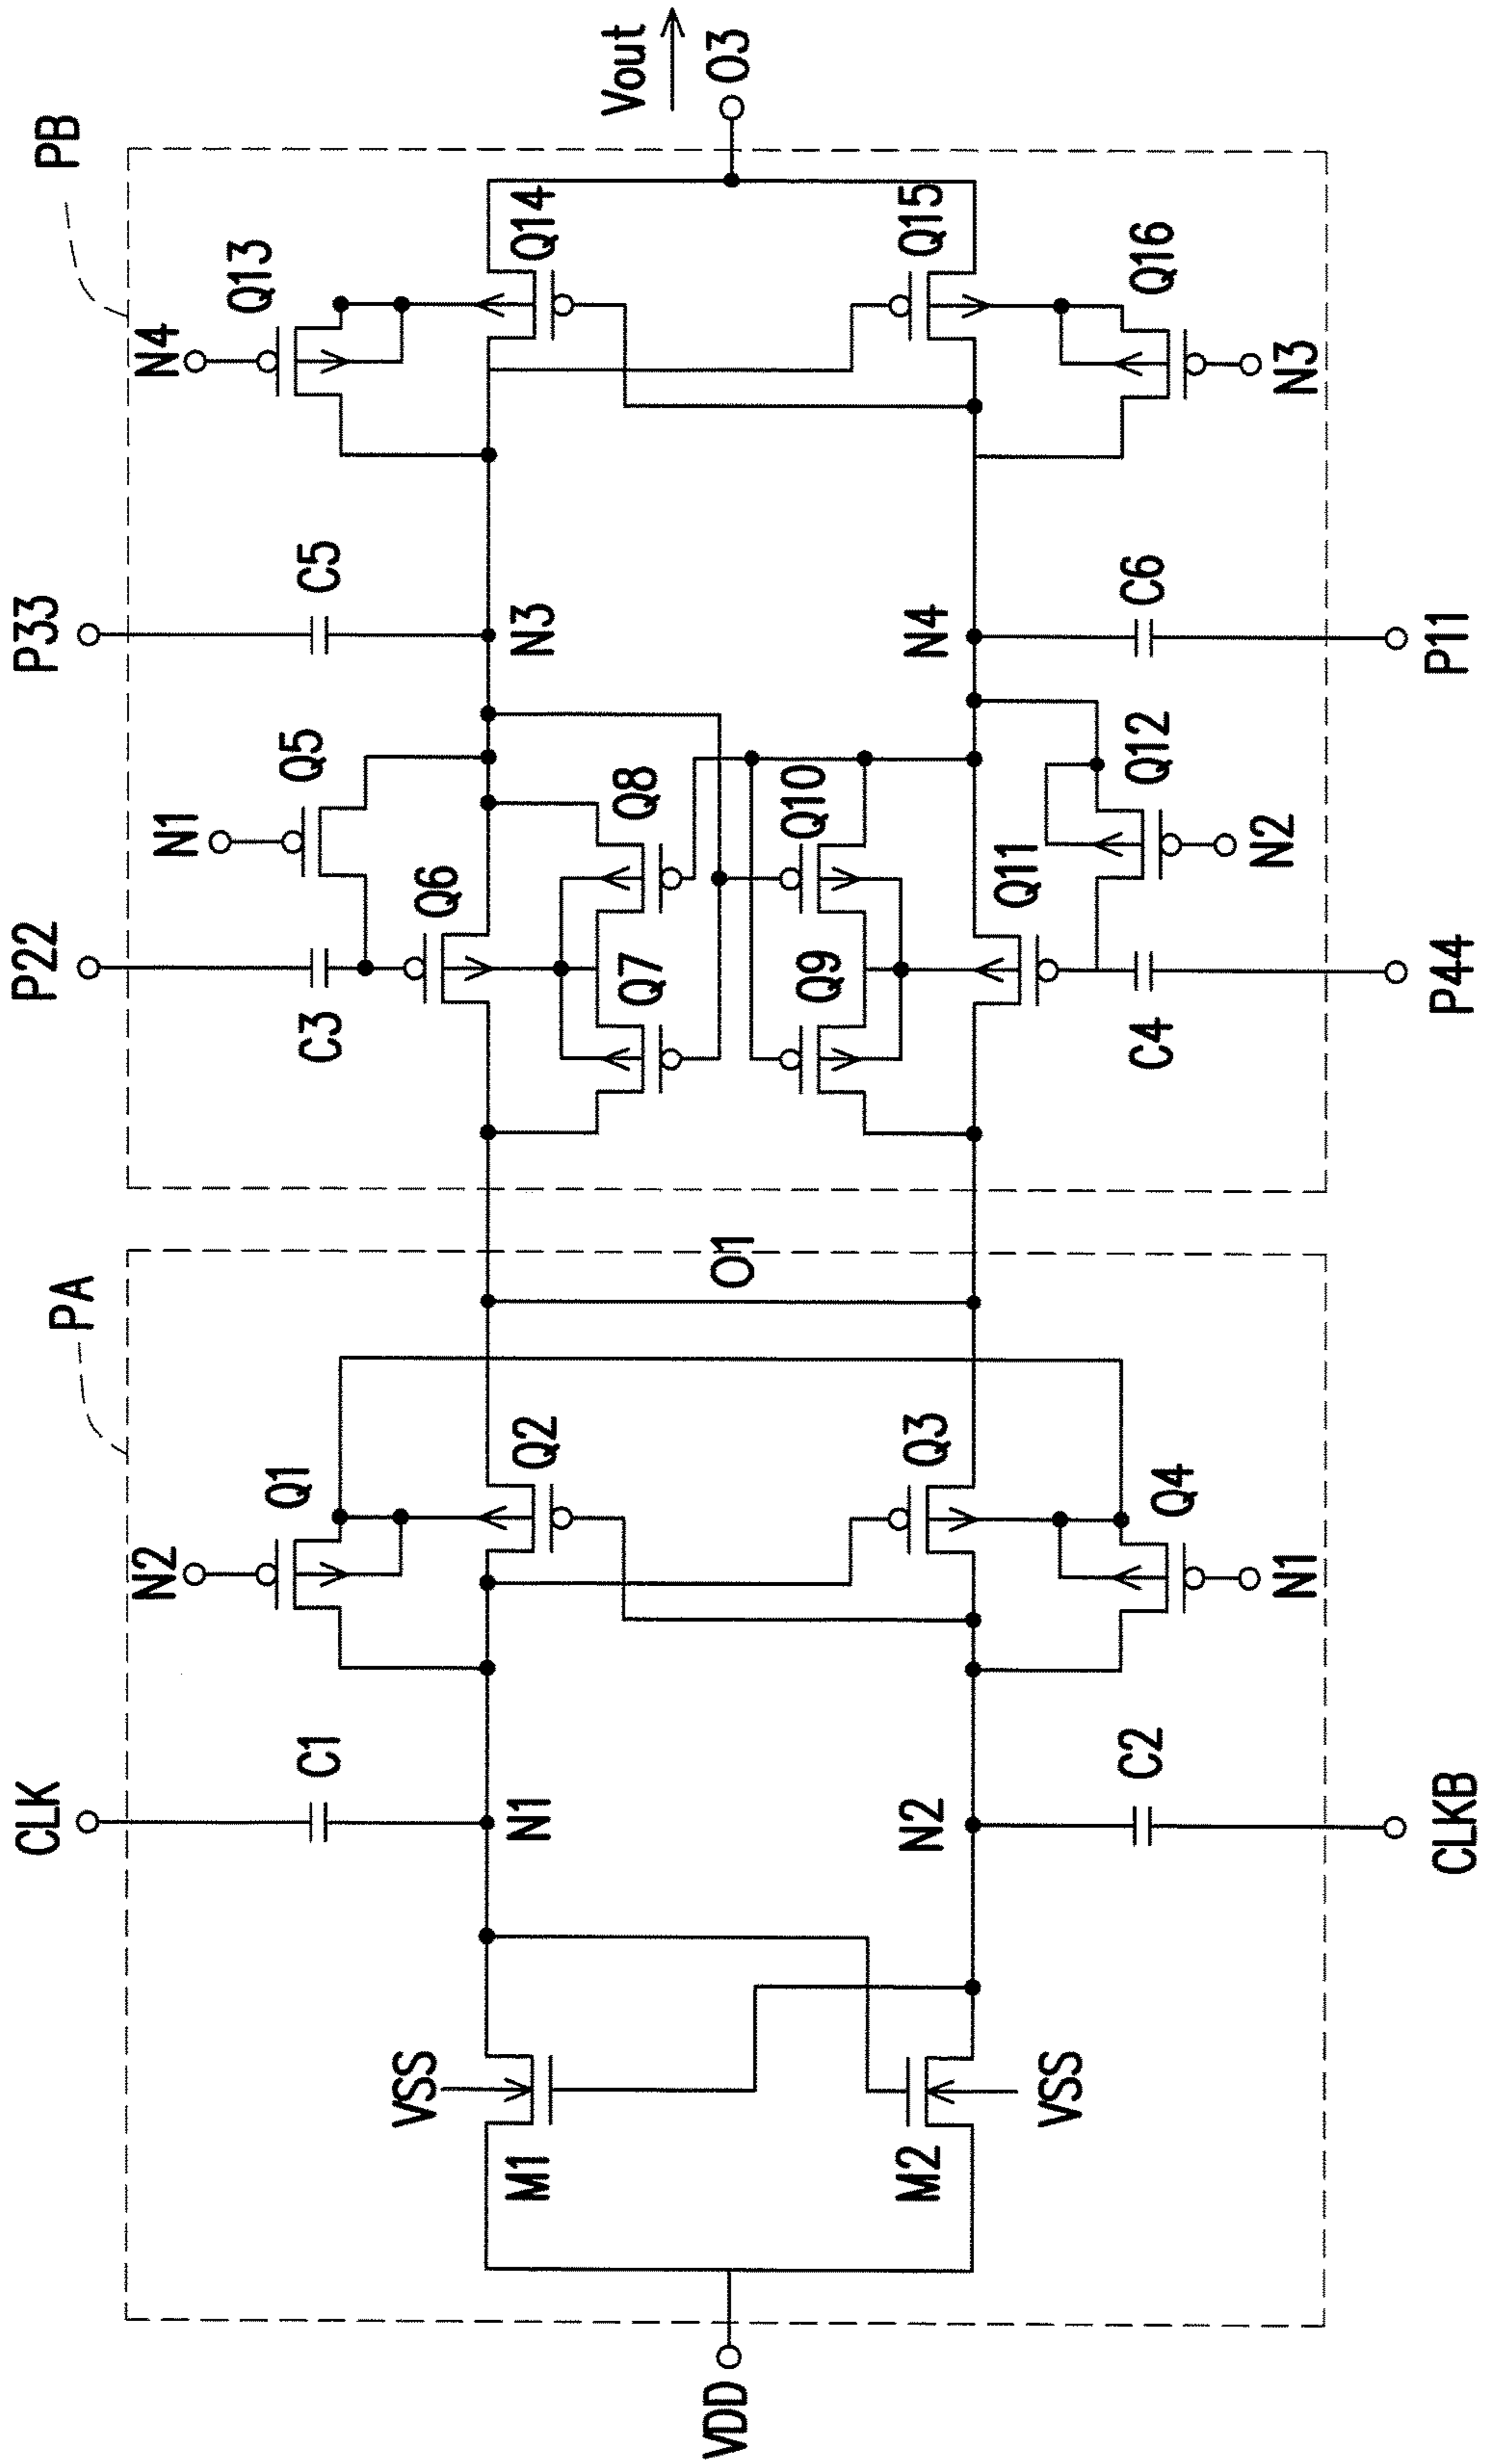 Vout
O3
PB
N4
Q13
Q14
Q15
Q16
N3
P33
C5
N3
N4
C6
P11
N1
Q5
Q8
Q10
Q12
N2
P22
C3
Q6
Q7
Q9
Q11
C4
P44
PA
O1
N2
Q1
Q2
Q3
Q4
N1
CLK
C1
N1
N2
C2
CLKB
VSS
M1
M2
VSS
VDD